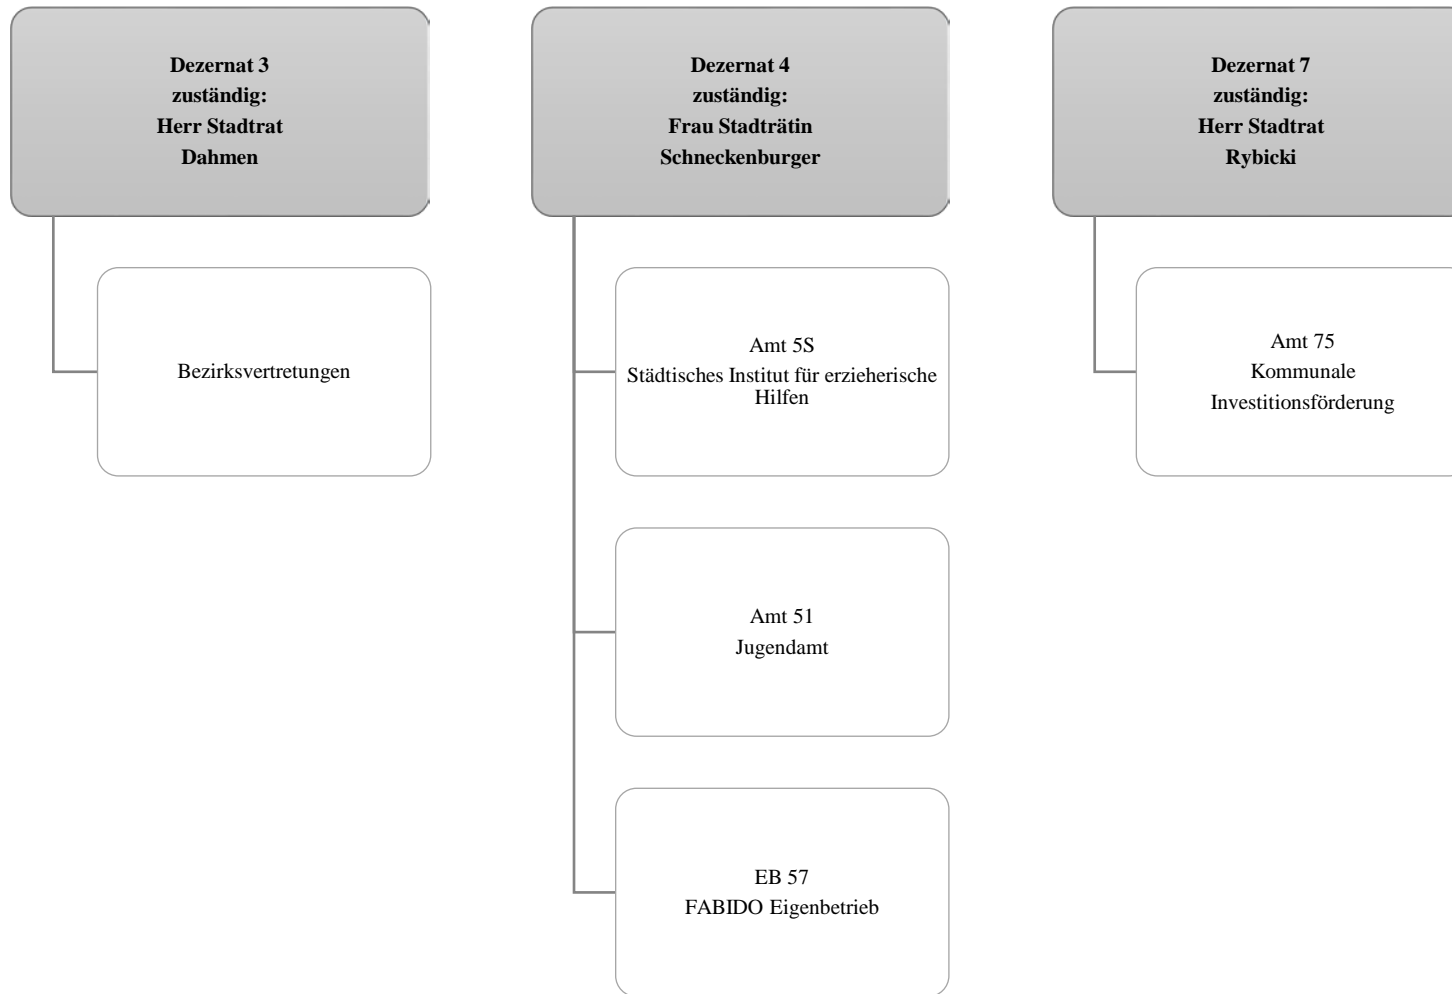 Dezernat 3
zuständig:
Herr Stadtrat
Dahmen
Bezirksvertretungen
Dezernat 4
zuständig:
Frau Stadträtin
Schneckenburger
Amt 5S
Städtisches Institut für erzieherische
Hilfen
Amt 51
Jugendamt
EB 57
FABIDO Eigenbetrieb
Dezernat 7
zuständig:
Herr Stadtrat
Rybicki
Amt 75
Kommunale
Investitionsförderung